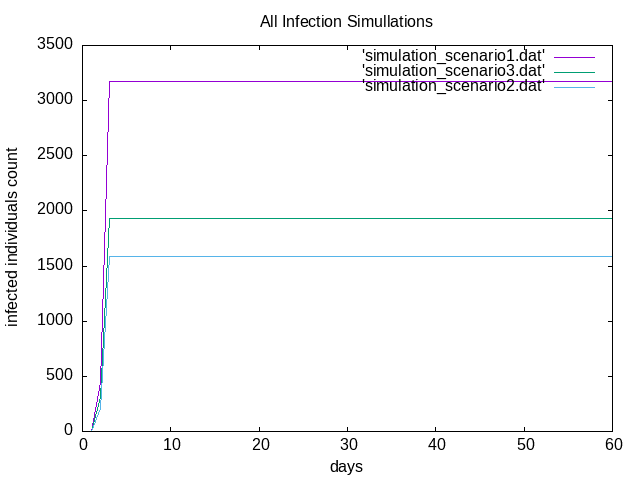 All Infection Simullations
'simulation_scenario1.dat'
'simulation_scenario3.dat'
'simulation_scenario2.dat'
3500
3000
2500
2000
1500
1000
500
0
infected individuals count
0 10 20 30 40 50 60
days